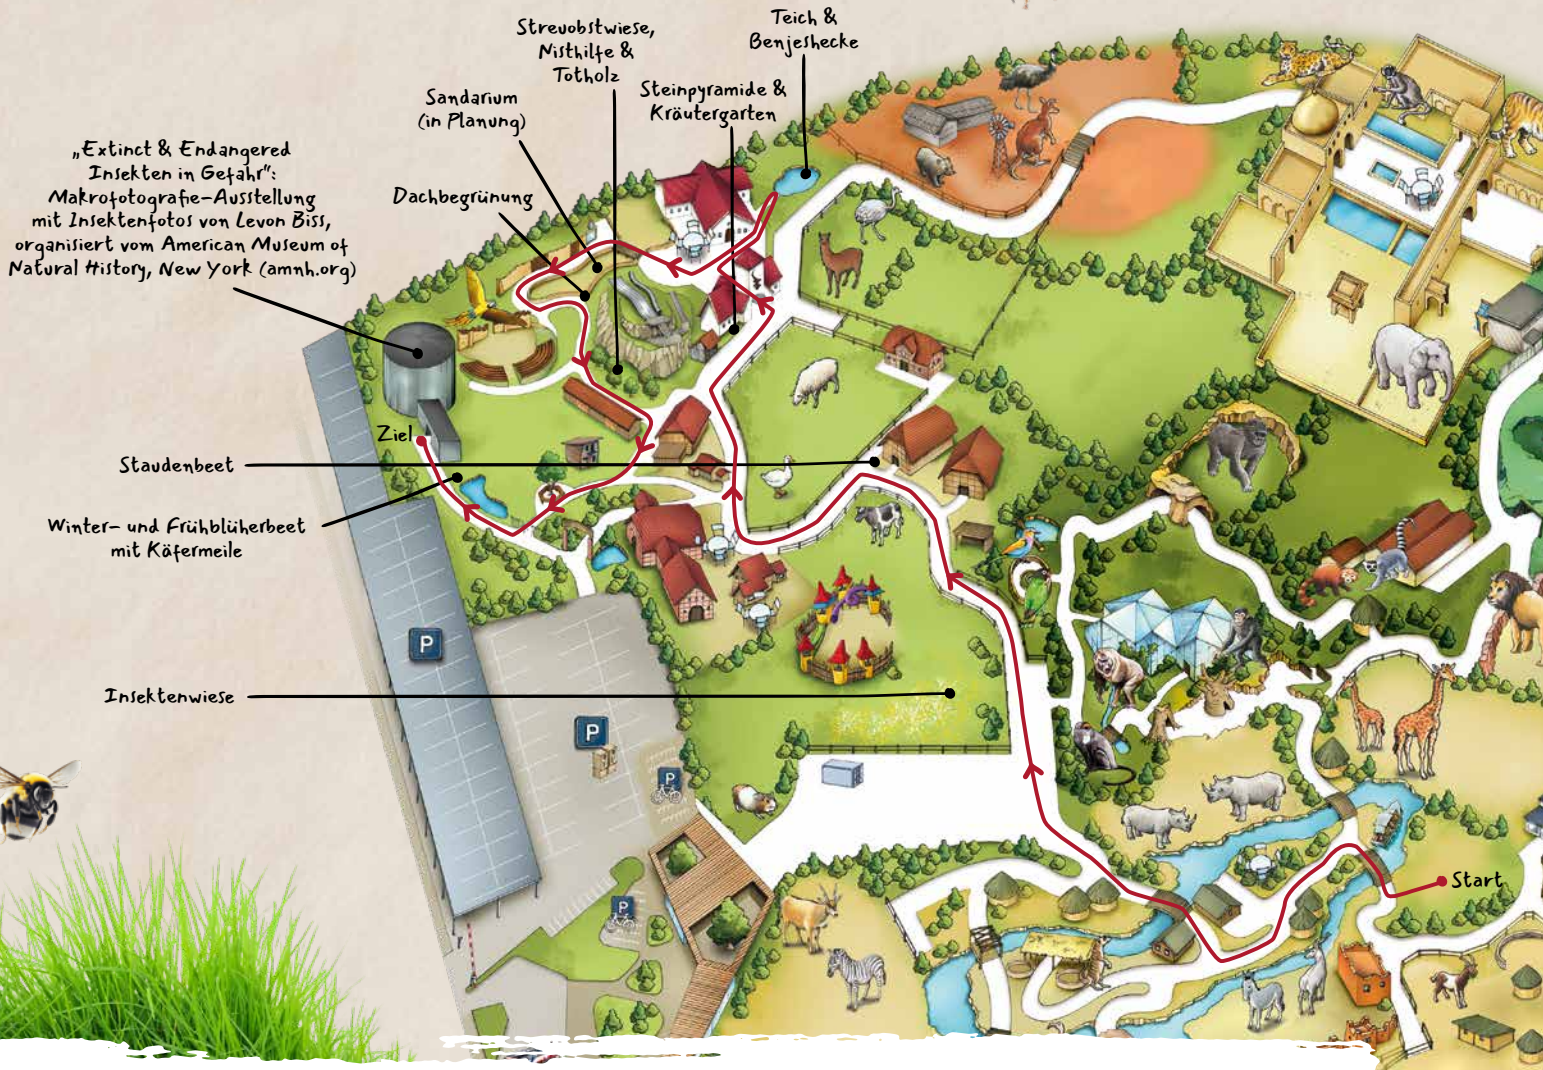 Teich &
Benjeshecke
Streuobstwiese,
Nisthilfe &
Totholz
Steinpyramide &
Kräutergarten
Sandarium
(in Planung)
„Extinct & Endangered
Insekten in Gefahr“:
Makrofotografie-Ausstellung
mit Insektenfotos von Levon Biss,
organisiert vom American Museum of
Natural History, New York (amnh.org)
Dachbegrünung
Ziel
Staudenbeet
Winter- und Frühblüherbeet
mit Käfermeile
P
Insektenwiese
P
P
Start
P